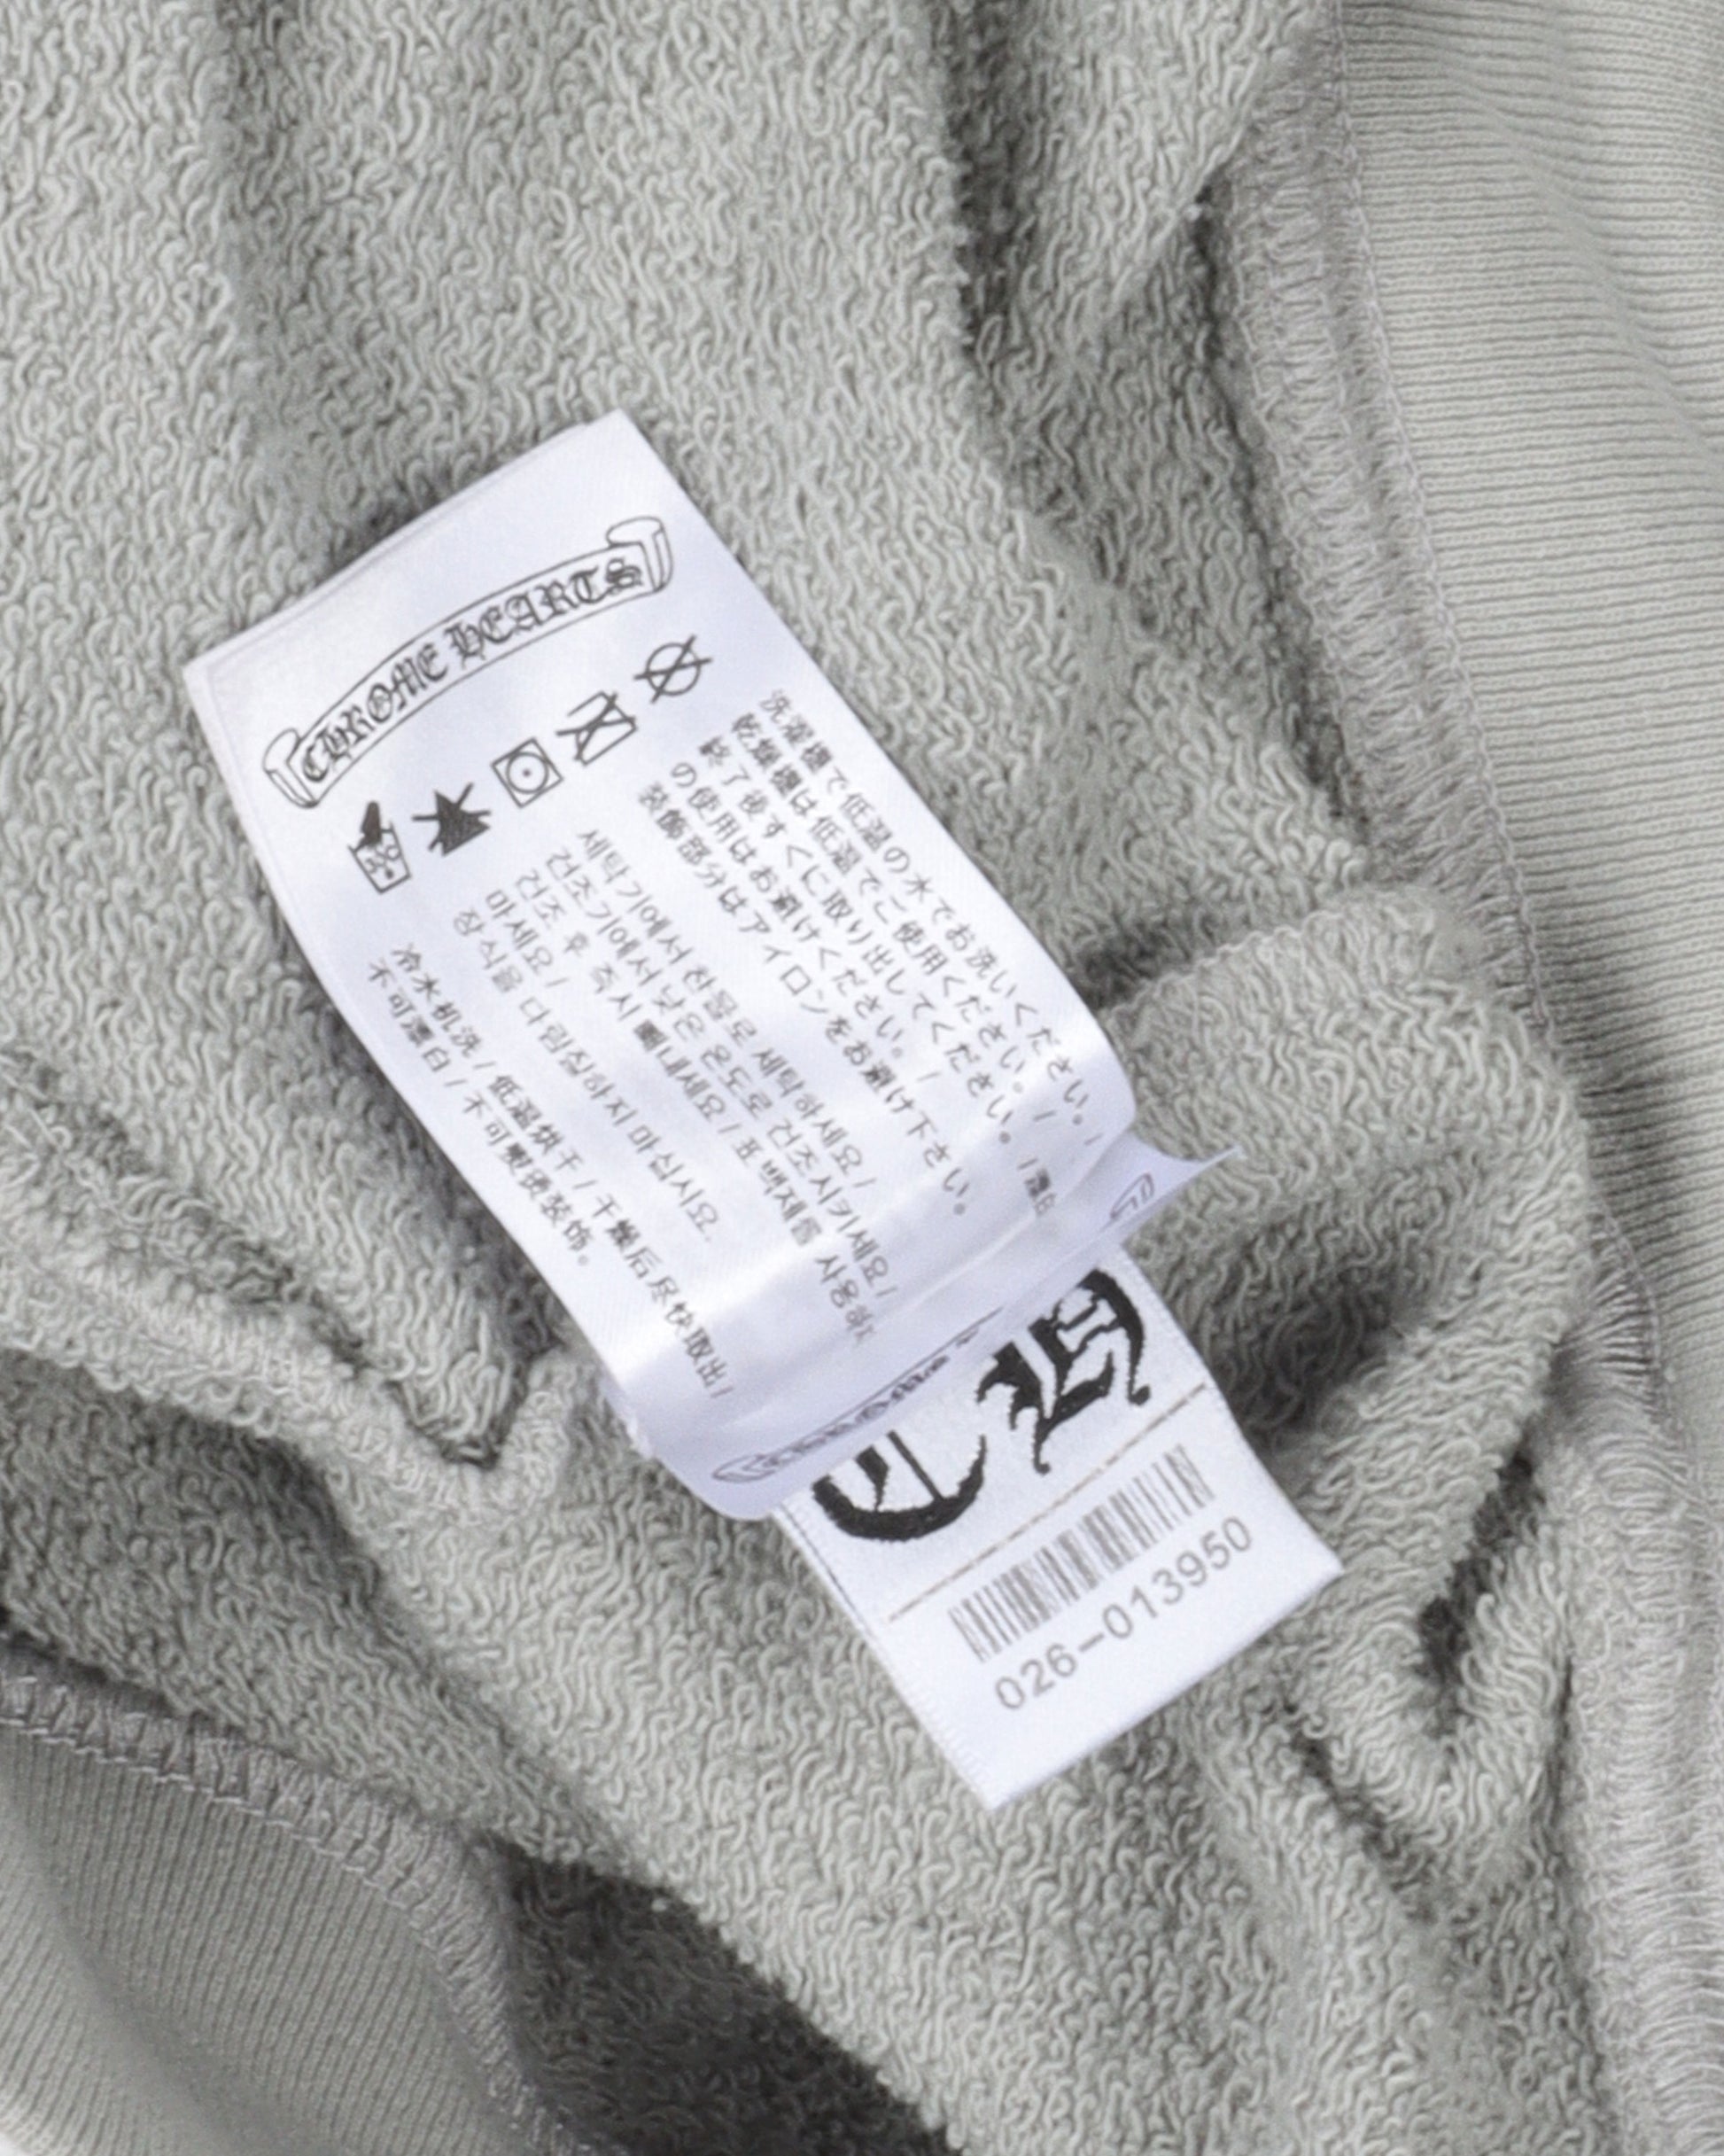 CHROME HEARTS
洗濯機で低温の水でお洗いください。/
乾燥機は低温でご使用ください。/漂白
終了後すぐに取り出してください。
の使用はお避けください。/
装飾部分はアイロンをお避け下さい。
세탁기에서 찬물로 세탁하세요/
건조기에서 낮은 온도로 건조시키세요/
건조 후 즉시 꺼내세요/표백제를 사용하지
마세요/
장식을 다림질하지 마십시오.
冷水机洗/低温烘干/干燥后尽快取出/
不可漂白/不可熨烫装饰。
CH
026-013950